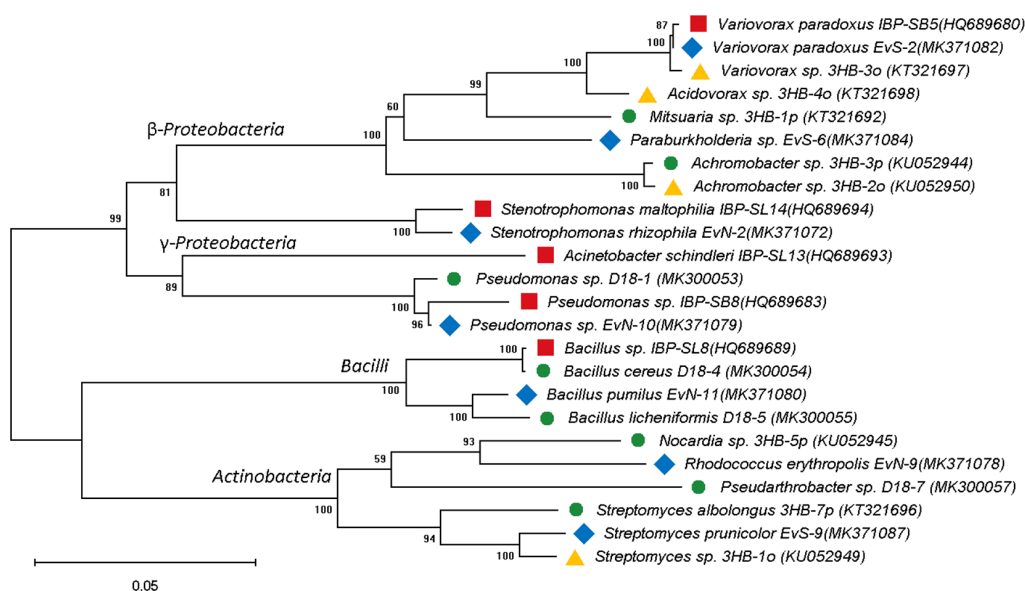 87
Variovorax paradoxus IBP-SB5(HQ689680)
100
Variovorax paradoxus EvS-2(MK371082)
100
Variovorax sp. 3HB-3o (KT321697)
99
Acidovorax sp. 3HB-4o (KT321698)
60
Mitsuaria sp. 3HB-1p (KT321692)
β-Proteobacteria
100
Paraburkholderia sp. EvS-6(MK371084)
Achromobacter sp. 3HB-3p (KU052944)
100
Achromobacter sp. 3HB-2o (KU052950)
81
Stenotrophomonas maltophilia IBP-SL14(HQ689694)
99
100
Stenotrophomonas rhizophila EvN-2(MK371072)
γ-Proteobacteria
Acinetobacter schindleri IBP-SL13(HQ689693)
89
Pseudomonas sp. D18-1 (MK300053)
100
Pseudomonas sp. IBP-SB8(HQ689683)
96
Pseudomonas sp. EvN-10(MK371079)
100
Bacillus sp. IBP-SL8(HQ689689)
Bacilli
Bacillus cereus D18-4 (MK300054)
100
Bacillus pumilus EvN-11(MK371080)
100
Bacillus licheniformis D18-5 (MK300055)
93
Nocardia sp. 3HB-5p (KU052945)
59
Rhodococcus erythropolis EvN-9(MK371078)
Actinobacteria
Pseudarthrobacter sp. D18-7 (MK300057)
100
Streptomyces albolongus 3HB-7p (KT321696)
94
Streptomyces prunicolor EvS-9(MK371087)
100
Streptomyces sp. 3HB-1o (KU052949)
0.05